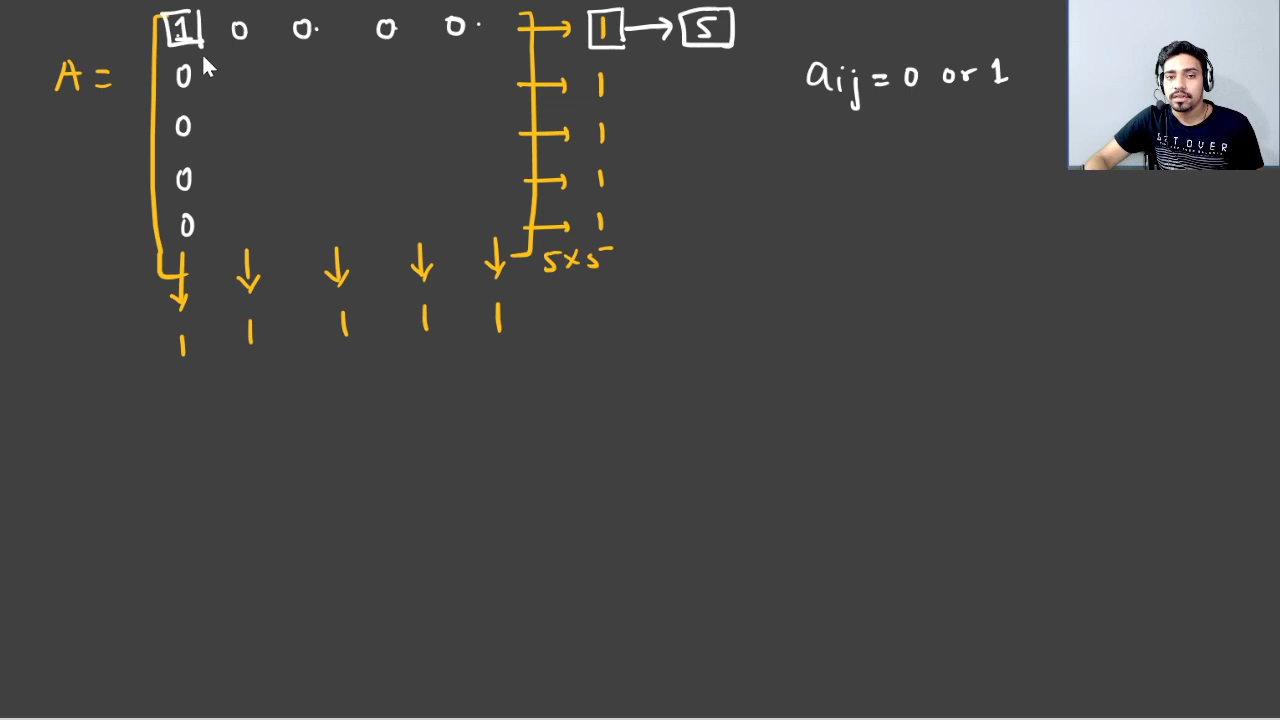 1 0 0. 0 0. → 1 → 5
A = 0 → 1
aij = 0 or 1
0 → 1
0 → 1
0 → 1
5×5
↓ ↓ ↓ ↓ ↓
1 1 1 1 1